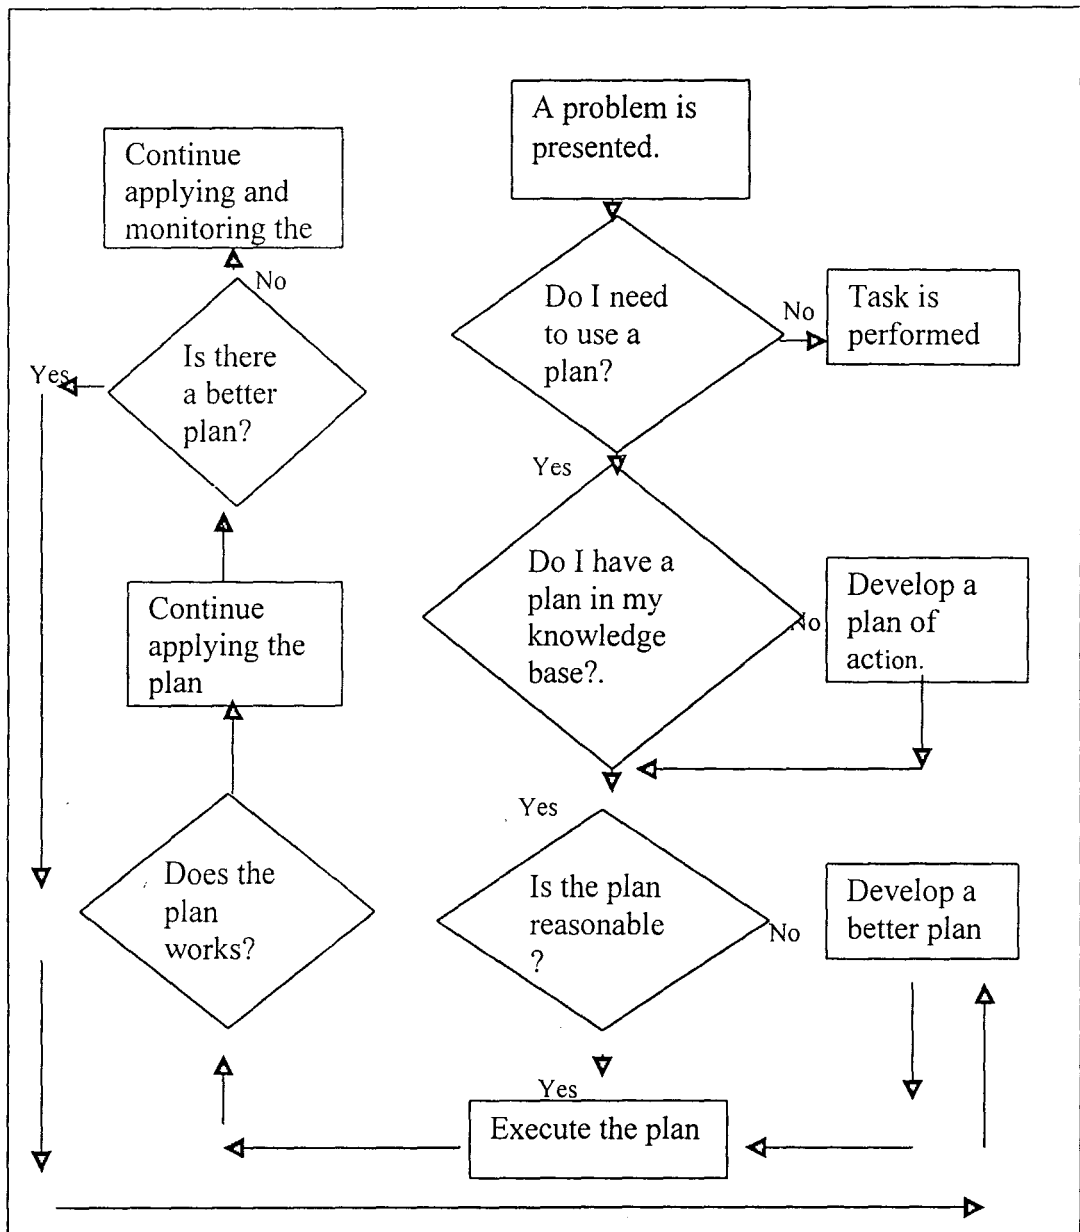 A problem is
presented.
Do I need
to use a
plan?
No
Task is
performed
Yes
Do I have a
plan in my
knowledge
base?.
No
Develop a
plan of
action.
Yes
Is the plan
reasonable
?
No
Develop a
better plan
Yes
Execute the plan
Does the
plan
works?
Continue
applying the
plan
Is there
a better
plan?
Yes
No
Continue
applying and
monitoring the